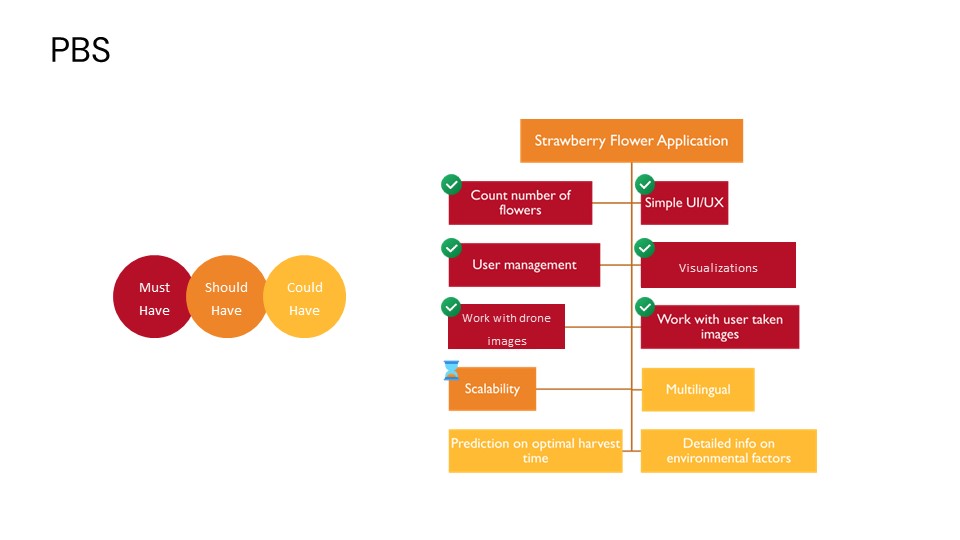 PBS
Must
Have
Should
Have
Could
Have
Strawberry Flower Application
Count number of
flowers
Simple UI/UX
User management
Visualizations
Work with drone
images
Work with user taken
images
Scalability
Multilingual
Prediction on optimal harvest
time
Detailed info on
environmental factors